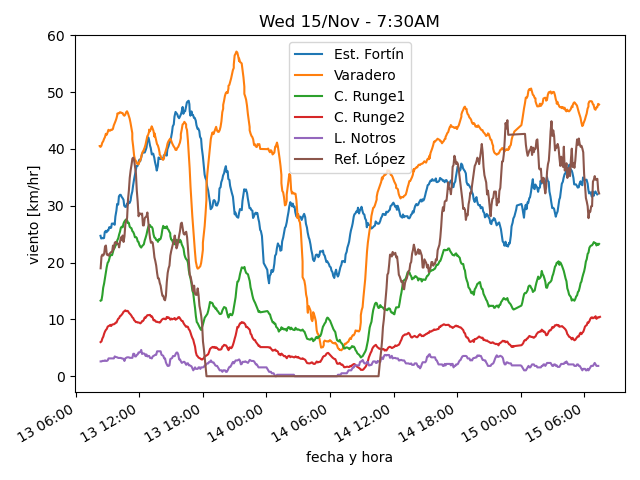 Wed 15/Nov - 7:30AM
60
50
40
30
20
10
0
viento [km/hr]
Est. Fortín
Varadero
C. Runge1
C. Runge2
L. Notros
Ref. López
13 06:00
13 12:00
13 18:00
14 00:00
14 06:00
14 12:00
14 18:00
15 00:00
15 06:00
fecha y hora